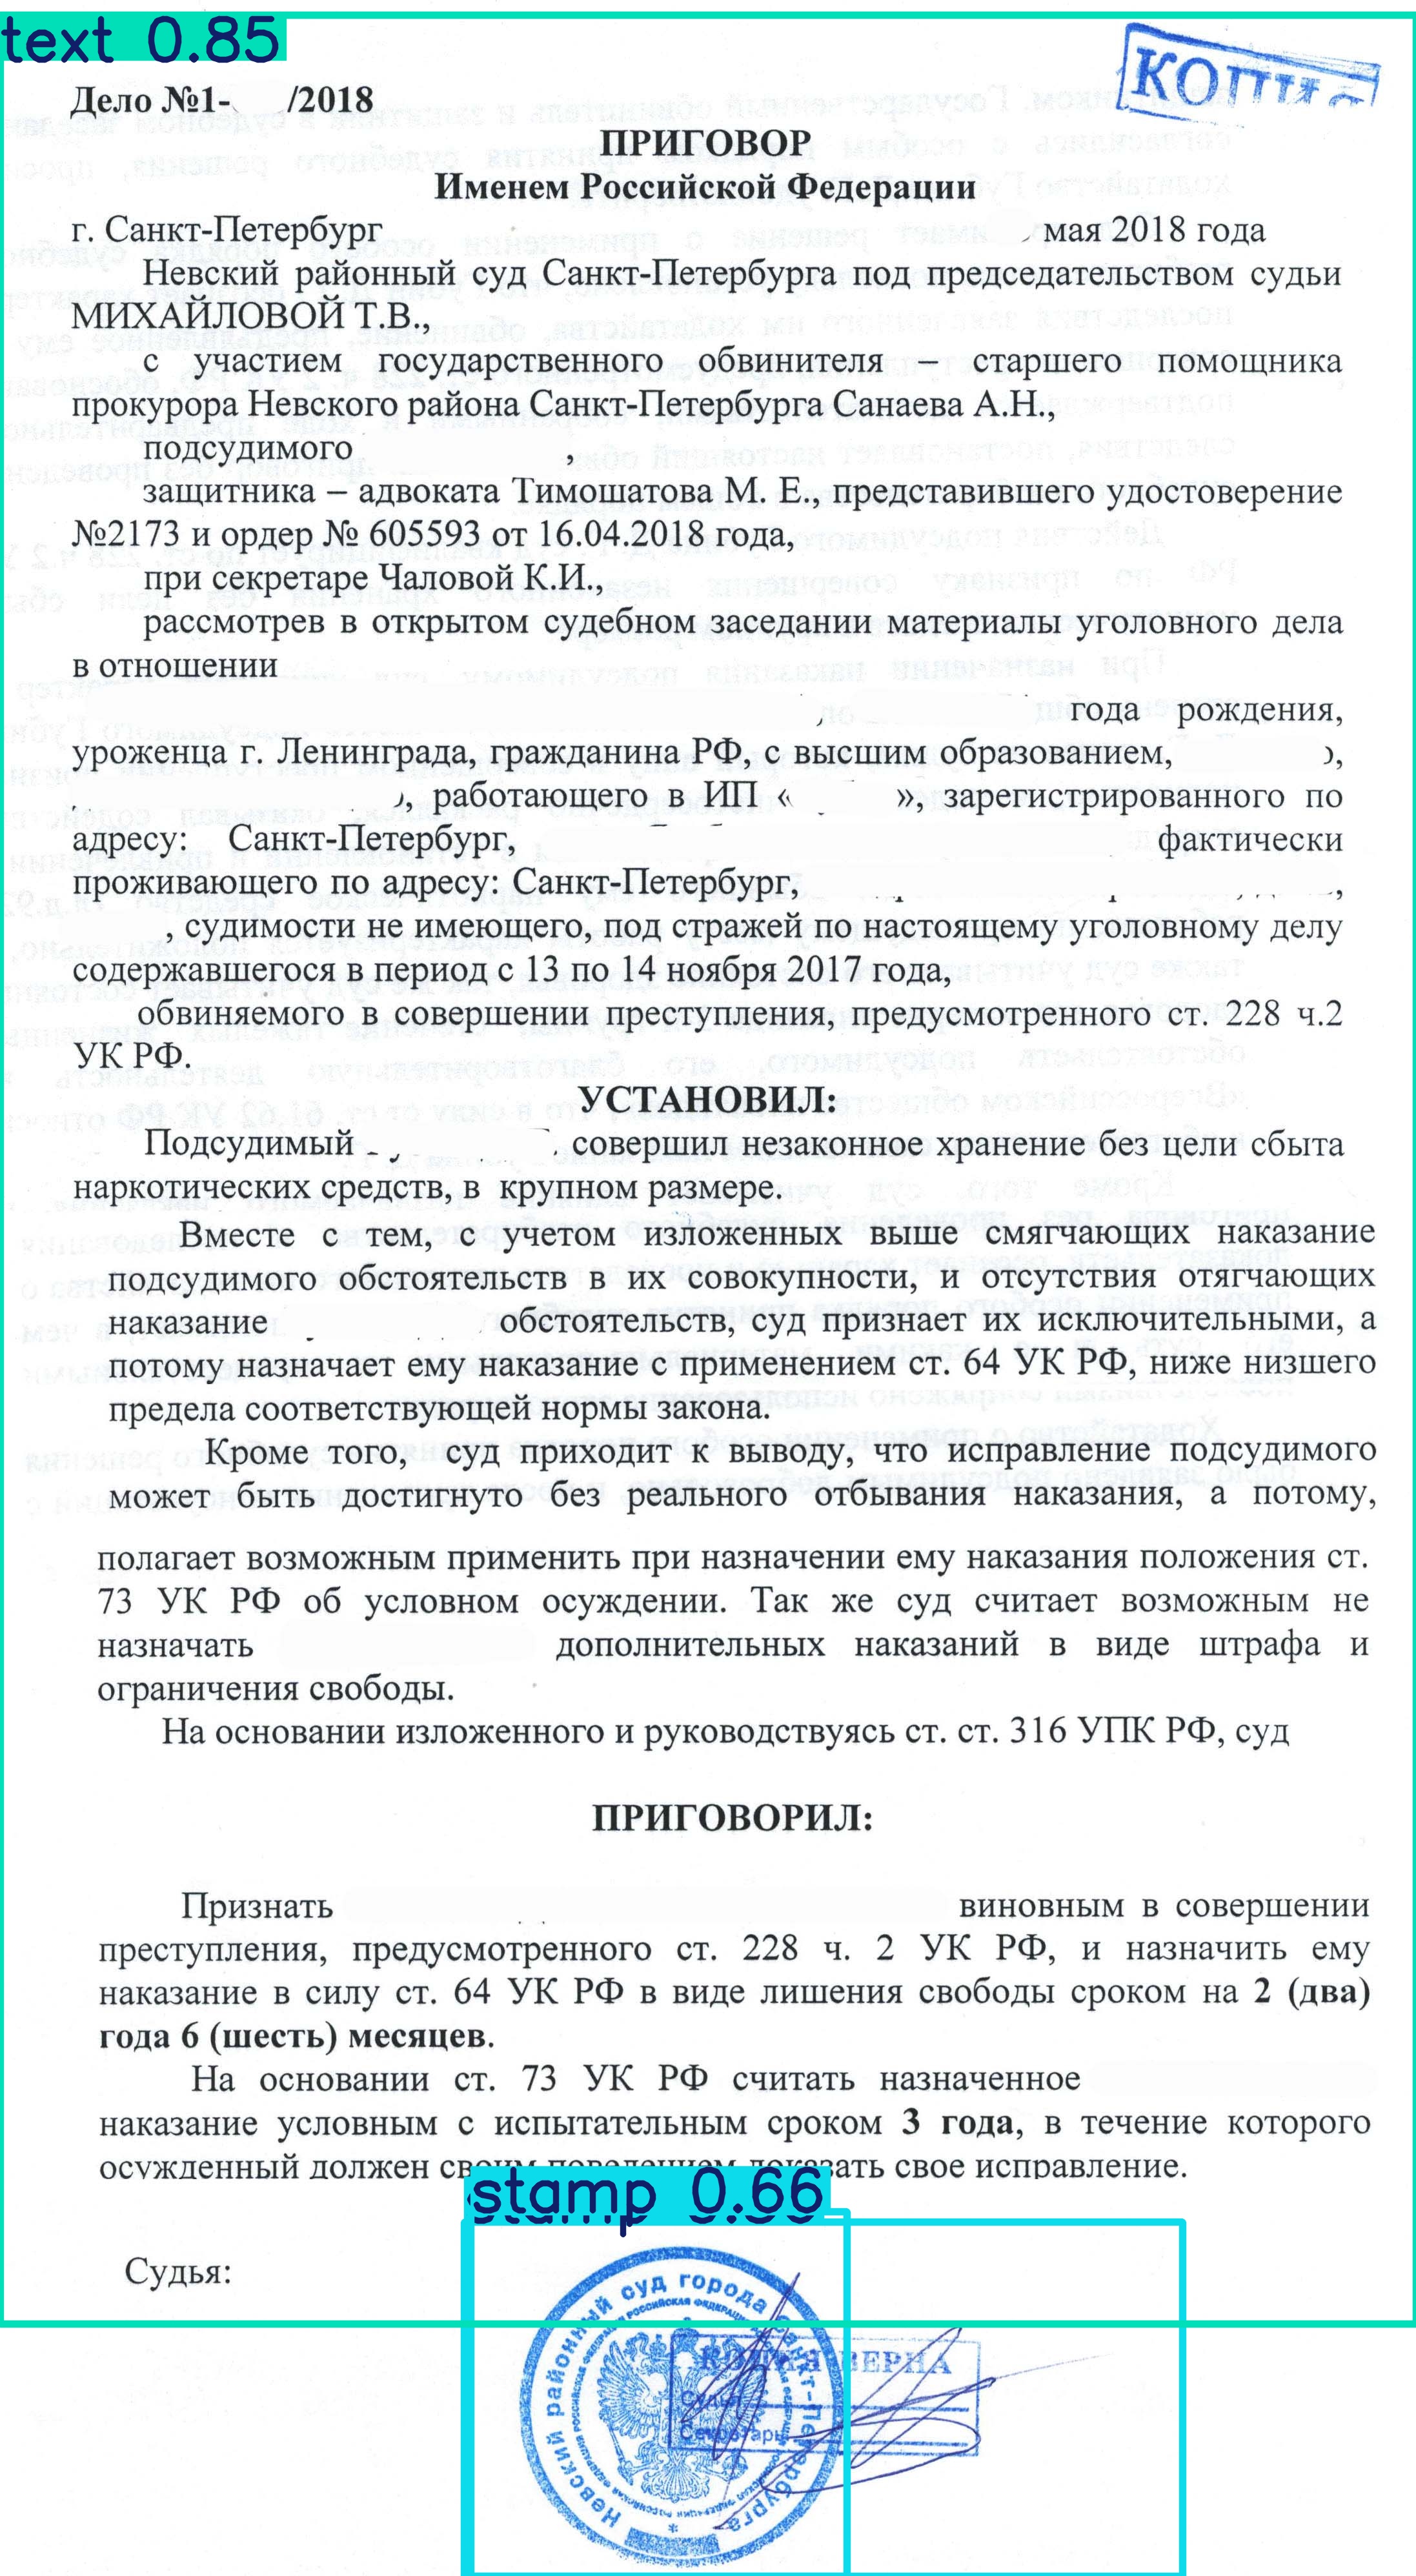 text 0.85
КОПИЯ
Дело №1- /2018
ПРИГОВОР
Именем Российской Федерации
г. Санкт-Петербург мая 2018 года
Невский районный суд Санкт-Петербурга под председательством судьи
МИХАЙЛОВОЙ Т.В.,
с участием государственного обвинителя – старшего помощника
прокурора Невского района Санкт-Петербурга Санаева А.Н.,
подсудимого ,
защитника – адвоката Тимошатова М. Е., представившего удостоверение
№2173 и ордер № 605593 от 16.04.2018 года,
при секретаре Чаловой К.И.,
рассмотрев в открытом судебном заседании материалы уголовного дела
в отношении
, года рождения,
уроженца г. Ленинграда, гражданина РФ, с высшим образованием, ,
, работающего в ИП « », зарегистрированного по
адресу: Санкт-Петербург, фактически
проживающего по адресу: Санкт-Петербург, ,
, судимости не имеющего, под стражей по настоящему уголовному делу
содержавшегося в период с 13 по 14 ноября 2017 года,
обвиняемого в совершении преступления, предусмотренного ст. 228 ч.2
УК РФ.
УСТАНОВИЛ:
Подсудимый совершил незаконное хранение без цели сбыта
наркотических средств, в крупном размере.
Вместе с тем, с учетом изложенных выше смягчающих наказание
подсудимого обстоятельств в их совокупности, и отсутствия отягчающих
наказание обстоятельств, суд признает их исключительными, а
потому назначает ему наказание с применением ст. 64 УК РФ, ниже низшего
предела соответствующей нормы закона.
Кроме того, суд приходит к выводу, что исправление подсудимого
может быть достигнуто без реального отбывания наказания, а потому,
полагает возможным применить при назначении ему наказания положения ст.
73 УК РФ об условном осуждении. Так же суд считает возможным не
назначать дополнительных наказаний в виде штрафа и
ограничения свободы.
На основании изложенного и руководствуясь ст. ст. 316 УПК РФ, суд
ПРИГОВОРИЛ:
Признать виновным в совершении
преступления, предусмотренного ст. 228 ч. 2 УК РФ, и назначить ему
наказание в силу ст. 64 УК РФ в виде лишения свободы сроком на 2 (два)
года 6 (шесть) месяцев.
На основании ст. 73 УК РФ считать назначенное
наказание условным с испытательным сроком 3 года, в течение которого
осужденный должен своим поведением доказать свое исправление.
stamp 0.66
Судья:
Невский районный суд города Санкт-Петербурга
КОПИЯ ВЕРНА
Судья
Секретарь